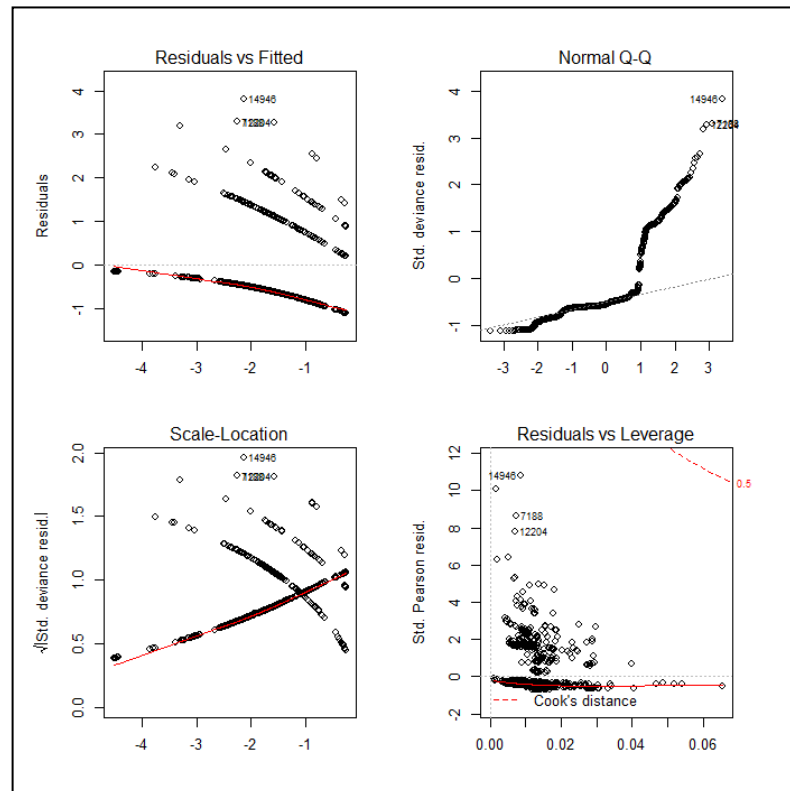 Residuals vs Fitted
Residuals
4
3
2
1
0
-1
14946
-4 -3 -2 -1
Normal Q-Q
Std. deviance resid.
4
3
2
1
0
-1
14946
-3 -2 -1 0 1 2 3
Scale-Location
√|Std. deviance resid.|
2.0
1.5
1.0
0.5
0.0
14946
-4 -3 -2 -1
Residuals vs Leverage
Std. Pearson resid.
12
10
8
6
4
2
0
-2
14946
7188
12204
0.5
Cook's distance
0.00 0.02 0.04 0.06